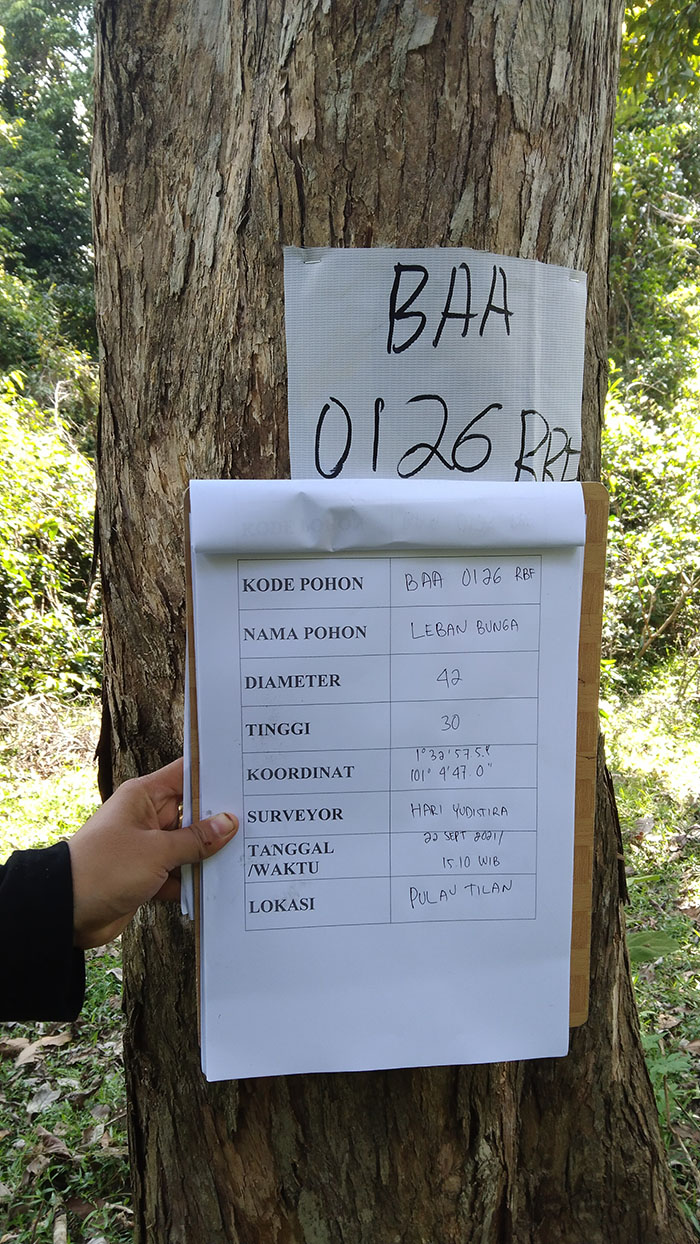 BAA
0126 RBF
KODE POHON BAA 0126 RBF
NAMA POHON LEBAN BUNGA
DIAMETER 42
TINGGI 30
KOORDINAT 1° 32' 57.5."
101° 4' 47.0"
SURVEYOR HARI YUDISTIRA
TANGGAL 22 SEPT 2021/
/WAKTU 15.10 WIB
LOKASI PULAU TILAN